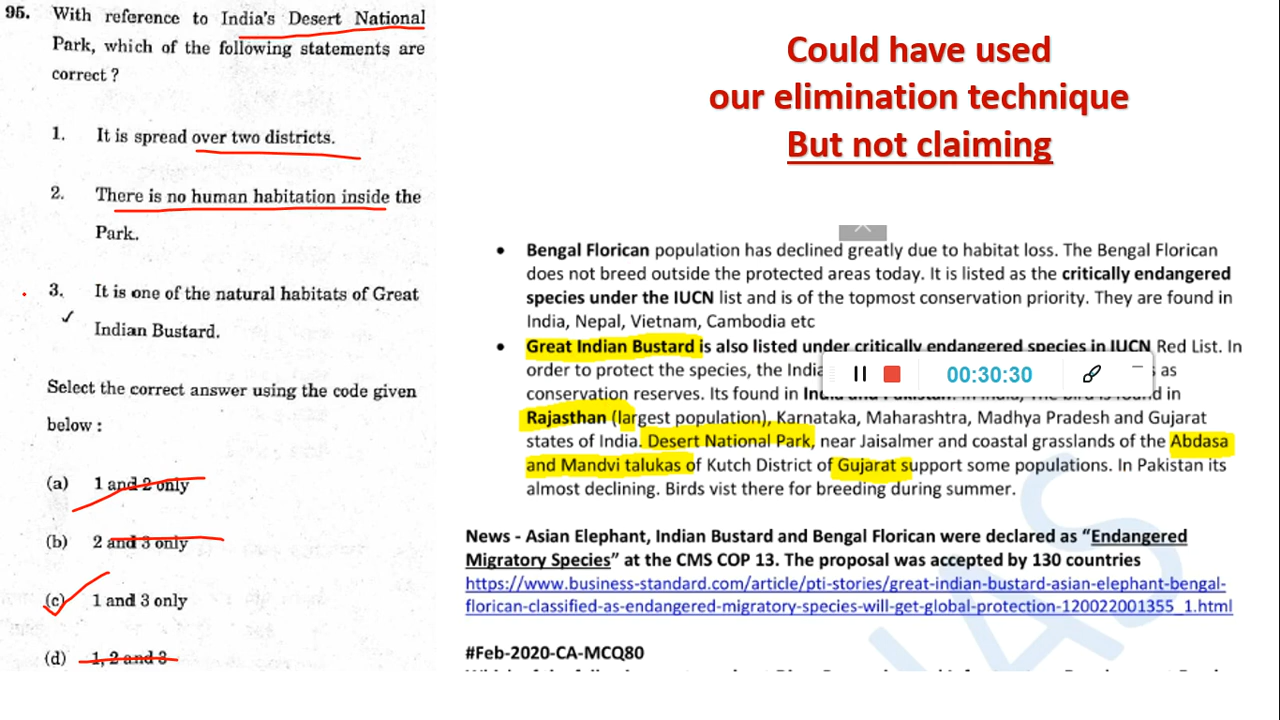 95. With reference to India's Desert National
Park, which of the following statements are
correct ?
1. It is spread over two districts.
2. There is no human habitation inside the
Park.
3. It is one of the natural habitats of Great
Indian Bustard.
Select the correct answer using the code given
below :
(a) 1 and 2 only
(b) 2 and 3 only
(c) 1 and 3 only
(d) 1, 2 and 3
Could have used
our elimination technique
But not claiming
• Bengal Florican population has declined greatly due to habitat loss. The Bengal Florican
does not breed outside the protected areas today. It is listed as the critically endangered
species under the IUCN list and is of the topmost conservation priority. They are found in
India, Nepal, Vietnam, Cambodia etc
• Great Indian Bustard is also listed under critically endangered species in IUCN Red List. In
order to protect the species, the India as
conservation reserves. Its found in India and Pakistan. In India, The bird is found in
Rajasthan (largest population), Karnataka, Maharashtra, Madhya Pradesh and Gujarat
states of India. Desert National Park, near Jaisalmer and coastal grasslands of the Abdasa
and Mandvi talukas of Kutch District of Gujarat support some populations. In Pakistan its
almost declining. Birds vist there for breeding during summer.
00:30:30
News - Asian Elephant, Indian Bustard and Bengal Florican were declared as “Endangered
Migratory Species” at the CMS COP 13. The proposal was accepted by 130 countries
https://www.business-standard.com/article/pti-stories/great-indian-bustard-asian-elephant-bengal-
florican-classified-as-endangered-migratory-species-will-get-global-protection-120022001355_1.html
#Feb-2020-CA-MCQ80
IAS